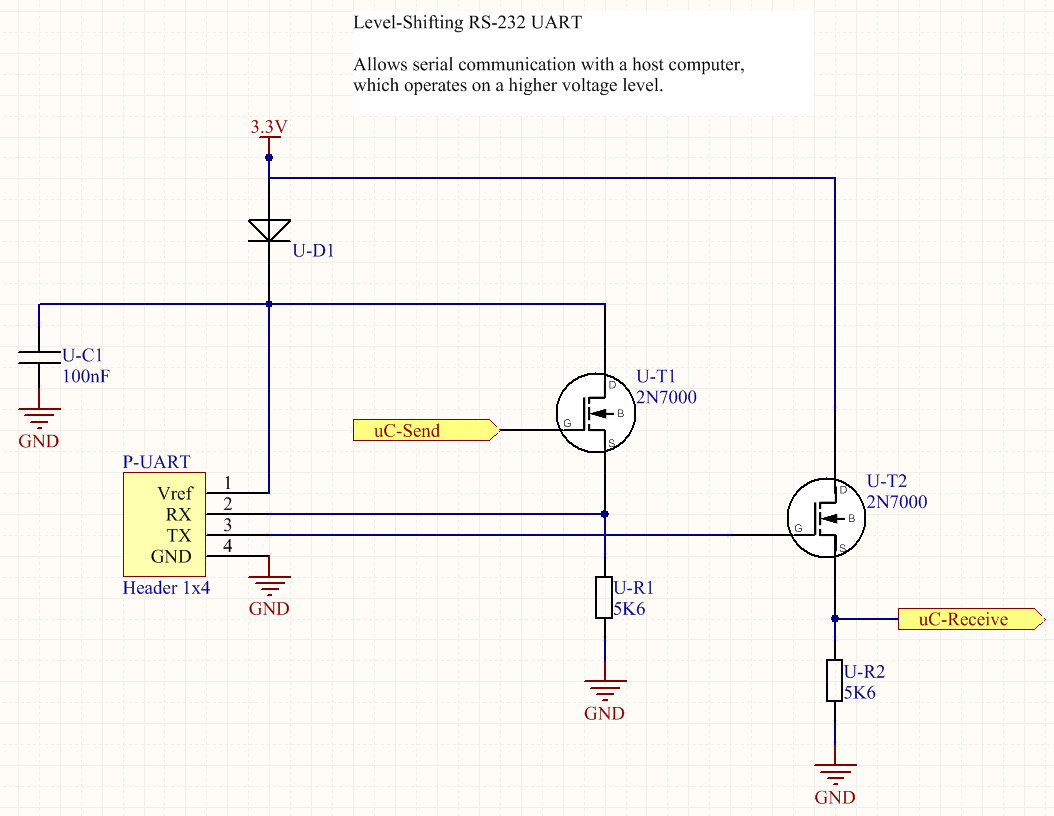 Level-Shifting RS-232 UART
Allows serial communication with a host computer,
which operates on a higher voltage level.
3.3V
U-D1
U-C1
100nF
GND
U-T1
2N7000
D
G
B
S
uC-Send
P-UART
Vref 1
RX 2
TX 3
GND 4
Header 1x4
GND
U-T2
2N7000
D
G
B
S
U-R1
5K6
GND
uC-Receive
U-R2
5K6
GND